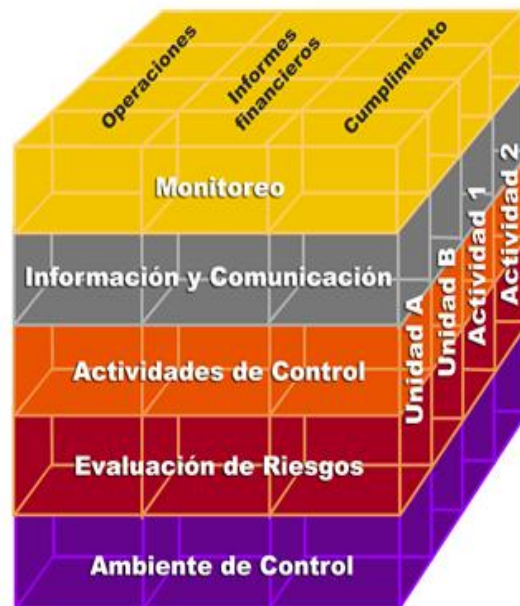 Operaciones
Informes
financieros
Cumplimiento
Monitoreo
Información y Comunicación
Actividades de Control
Evaluación de Riesgos
Ambiente de Control
Unidad A
Unidad B
Actividad 1
Actividad 2